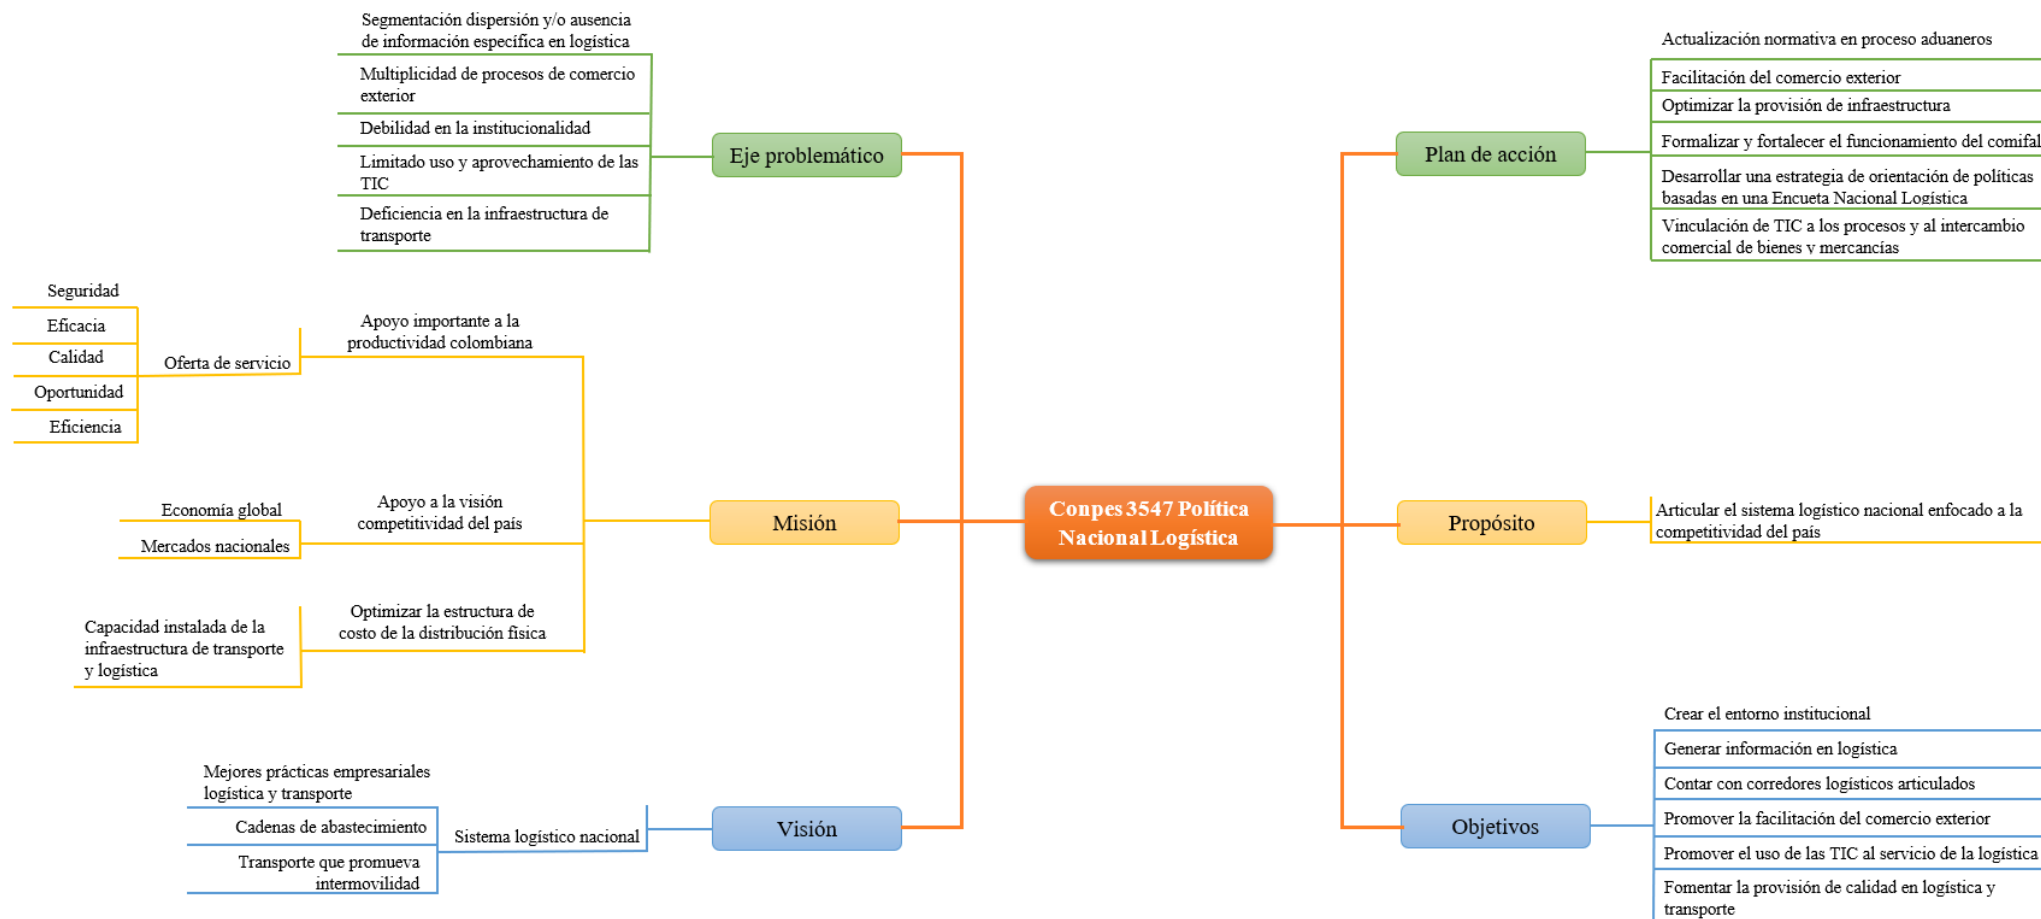 Segmentación dispersión y/o ausencia
de información específica en logística
Multiplicidad de procesos de comercio
exterior
Debilidad en la institucionalidad
Limitado uso y aprovechamiento de las
TIC
Deficiencia en la infraestructura de
transporte
Eje problemático
Seguridad
Eficacia
Calidad
Oportunidad
Eficiencia
Oferta de servicio
Apoyo importante a la
productividad colombiana
Economía global
Mercados nacionales
Apoyo a la visión
competitividad del país
Capacidad instalada de la
infraestructura de transporte
y logística
Optimizar la estructura de
costo de la distribución física
Misión
Mejores prácticas empresariales
logística y transporte
Cadenas de abastecimiento
Transporte que promueva
intermovilidad
Sistema logístico nacional
Visión
Conpes 3547 Política
Nacional Logística
Plan de acción
Actualización normativa en proceso aduaneros
Facilitación del comercio exterior
Optimizar la provisión de infraestructura
Formalizar y fortalecer el funcionamiento del comifal
Desarrollar una estrategia de orientación de políticas
basadas en una Encueta Nacional Logística
Vinculación de TIC a los procesos y al intercambio
comercial de bienes y mercancías
Propósito
Articular el sistema logístico nacional enfocado a la
competitividad del país
Objetivos
Crear el entorno institucional
Generar información en logística
Contar con corredores logísticos articulados
Promover la facilitación del comercio exterior
Promover el uso de las TIC al servicio de la logística
Fomentar la provisión de calidad en logística y
transporte